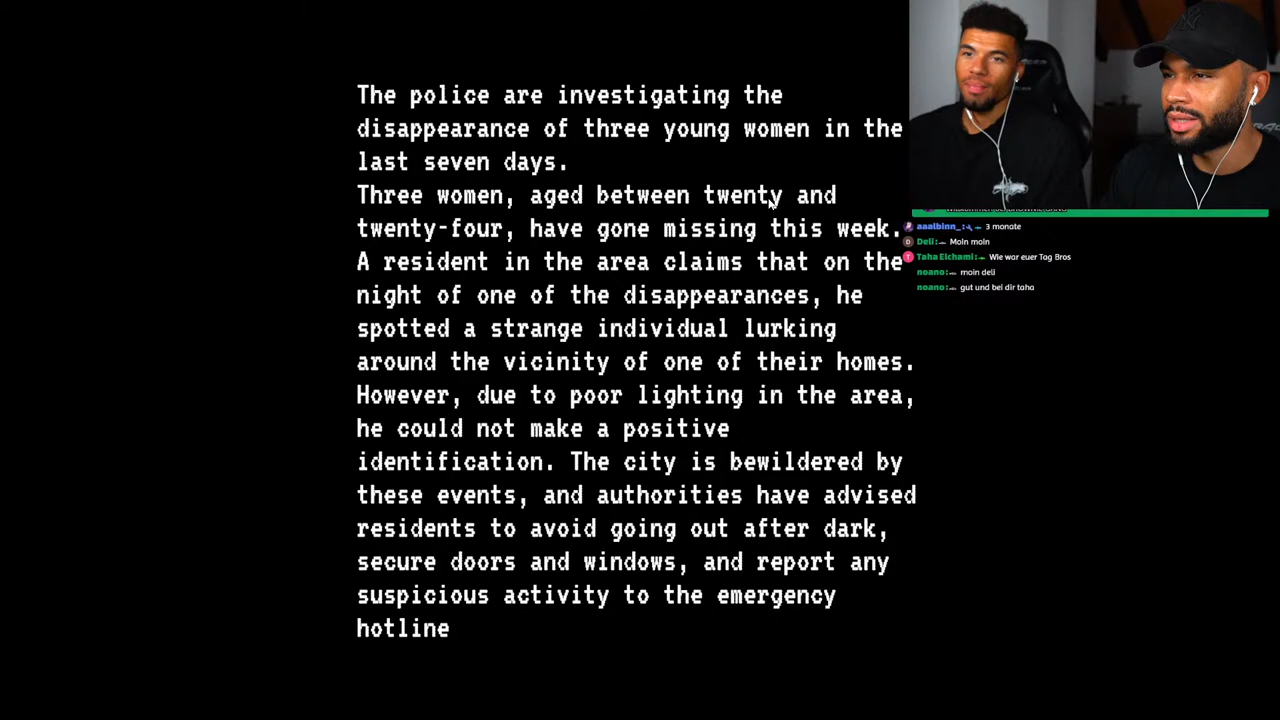 The police are investigating the
disappearance of three young women in the
last seven days.
Three women, aged between twenty and
twenty-four, have gone missing this week.
A resident in the area claims that on the
night of one of the disappearances, he
spotted a strange individual lurking
around the vicinity of one of their homes.
However, due to poor lighting in the area,
he could not make a positive
identification. The city is bewildered by
these events, and authorities have advised
residents to avoid going out after dark,
secure doors and windows, and report any
suspicious activity to the emergency
hotline
aaalbinn_: 3 monate
Deli: Moin moin
Taha Elchami: Wie war euer Tag Bros
noano: moin deli
noano: gut und bei dir taha